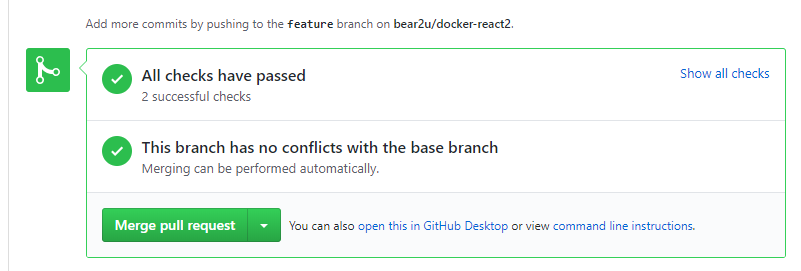 Add more commits by pushing to the feature branch on bear2u/docker-react2.
All checks have passed
Show all checks
2 successful checks
This branch has no conflicts with the base branch
Merging can be performed automatically.
Merge pull request
You can also open this in GitHub Desktop or view command line instructions.